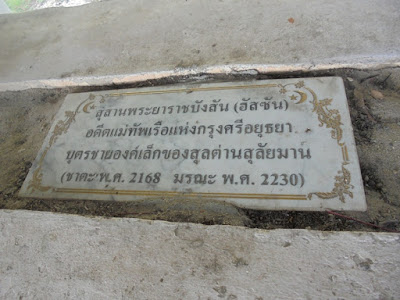 สุสานพระยาราชบังสัน (ฮัสซัน)
อดีตแม่ทัพเรือแห่งกรุงศรีอยุธยา
บุตรชายองค์เล็กของสุลต่านสุลัยมาน
(ชาตะ พ.ศ. 2168 มรณะ พ.ศ. 2230)